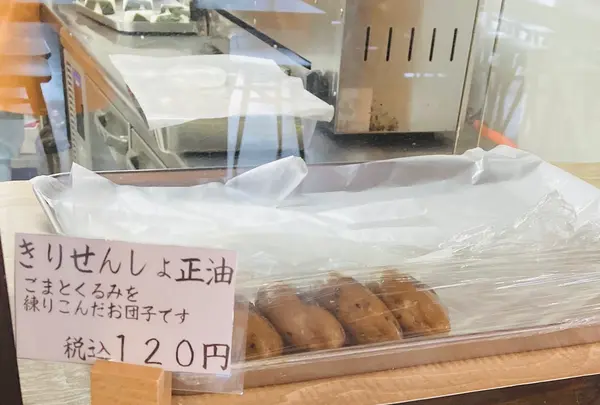 きりせんしょ正油
ごまとくるみを
練りこんだお団子です
税込120円